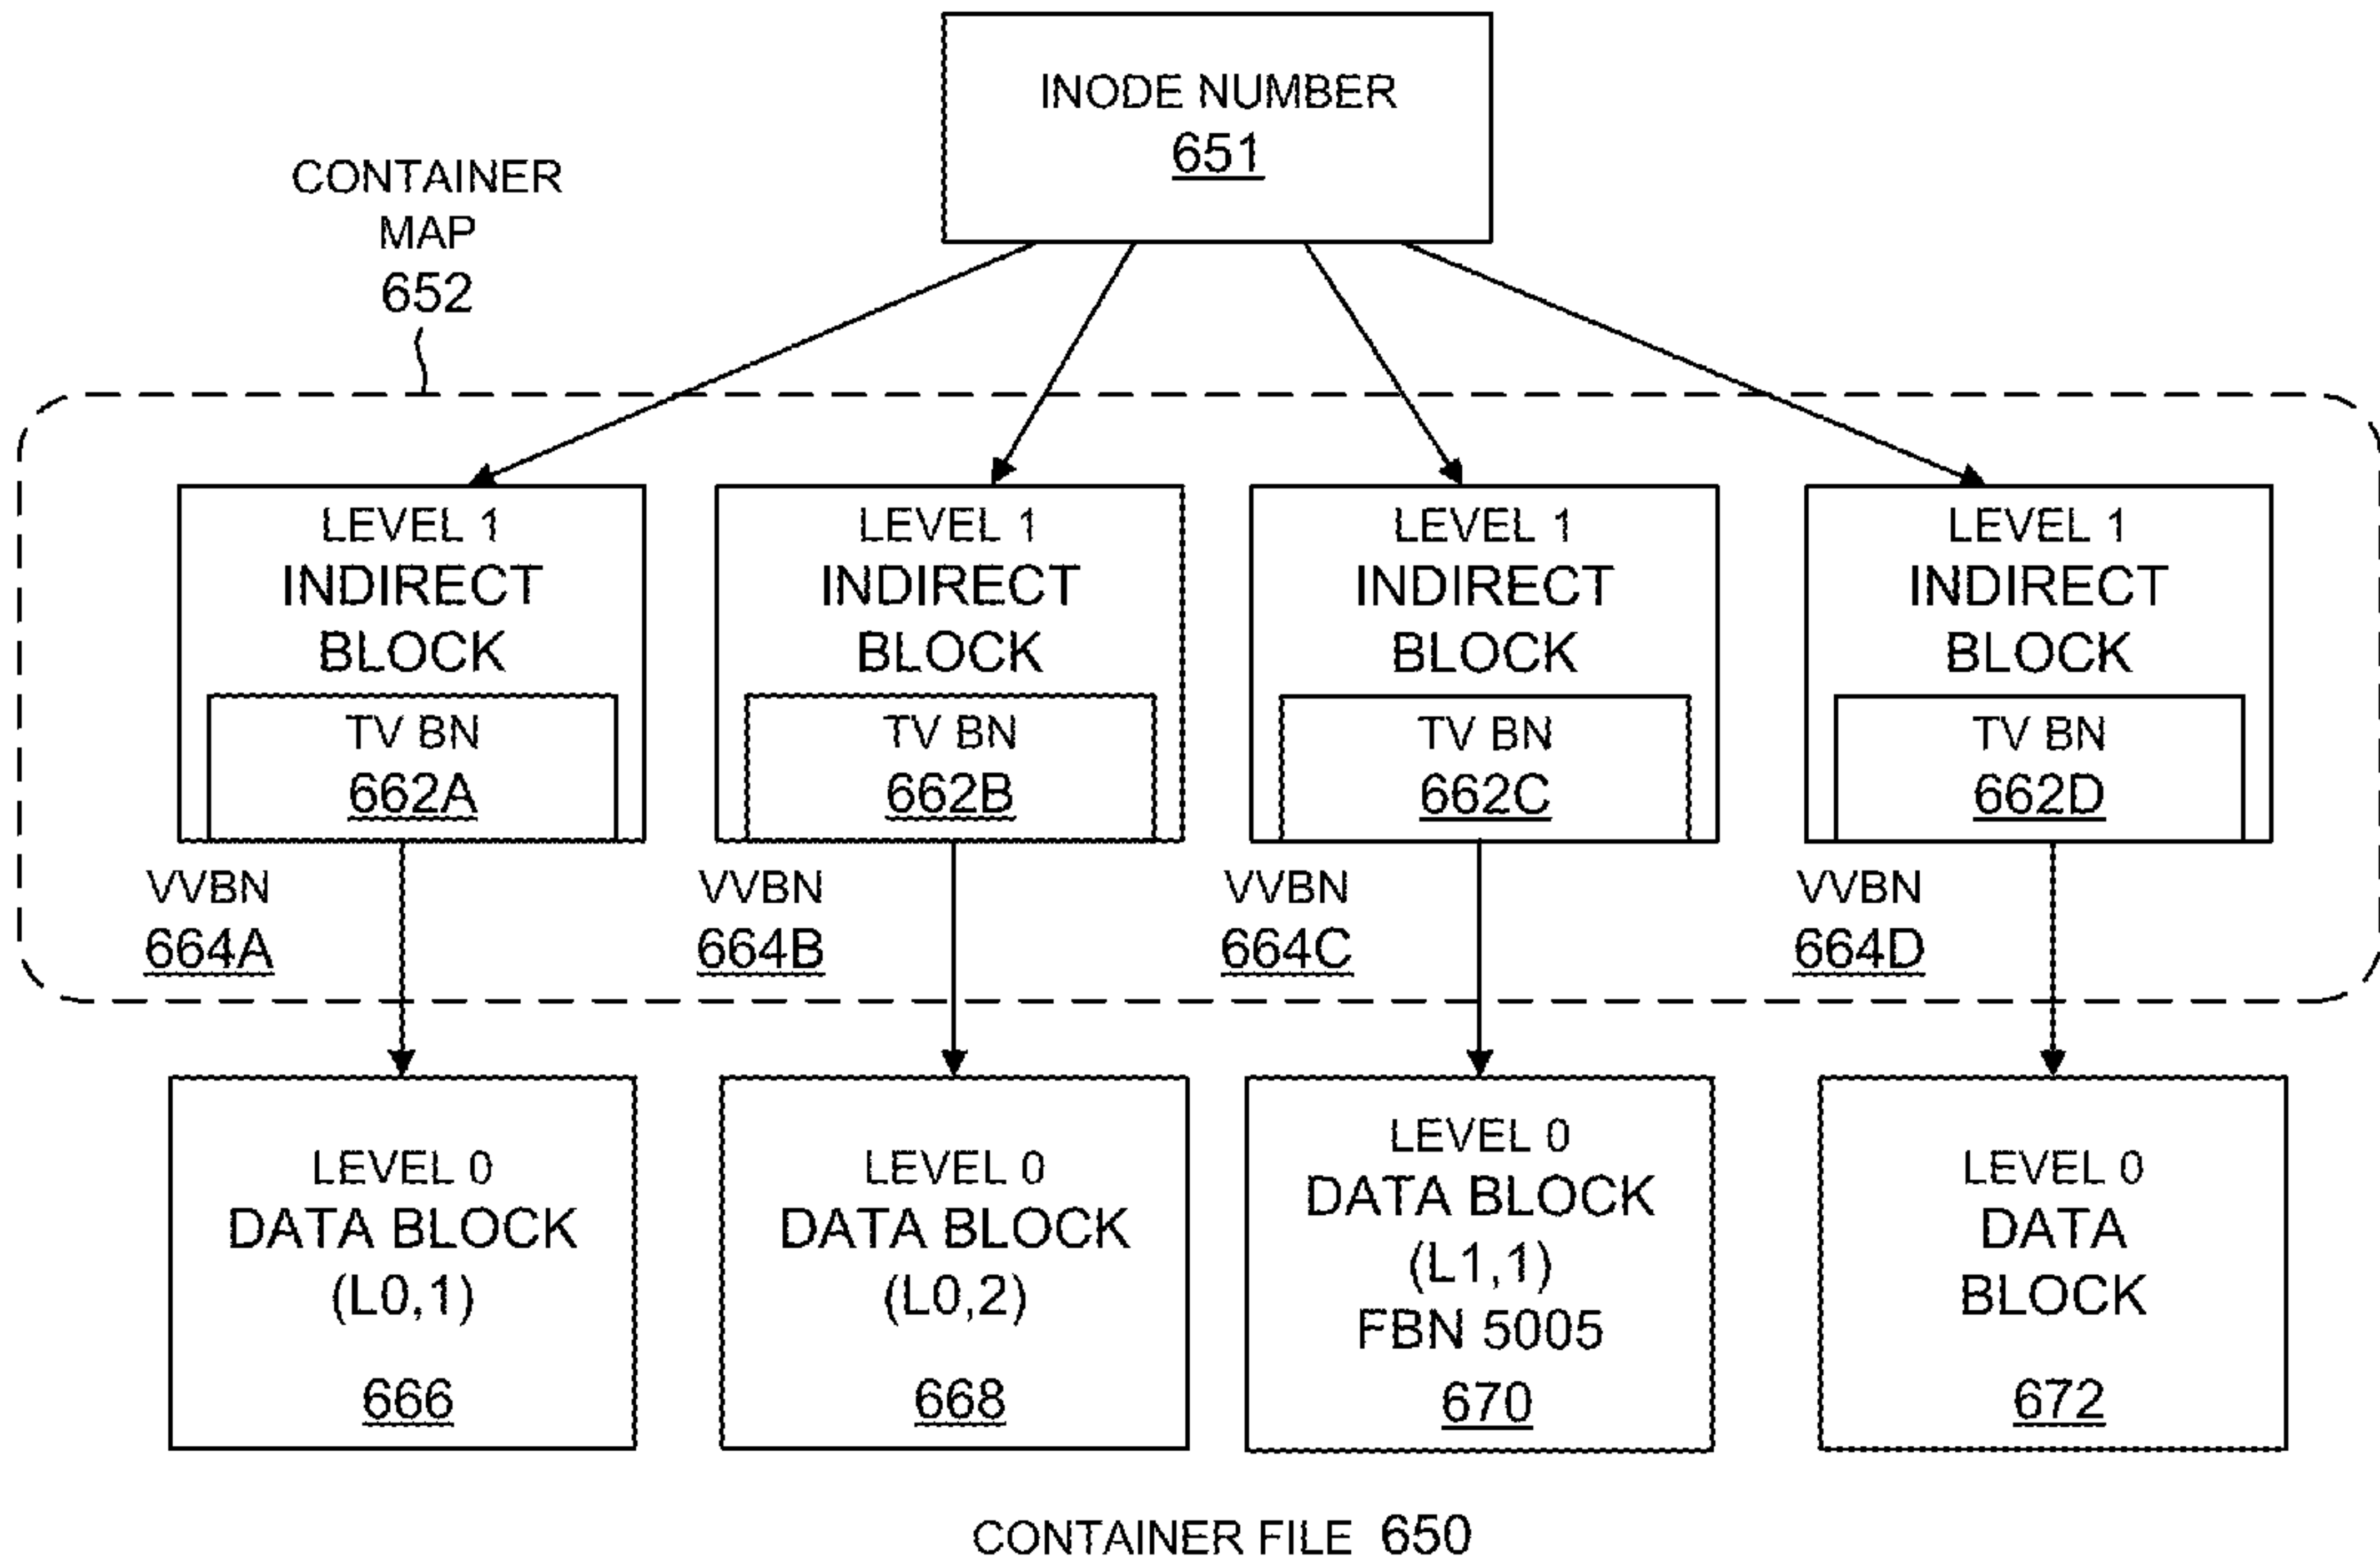 INODE NUMBER
651
CONTAINER
MAP
652
LEVEL 1
INDIRECT
BLOCK
TV BN
662A
LEVEL 1
INDIRECT
BLOCK
TV BN
662B
LEVEL 1
INDIRECT
BLOCK
TV BN
662C
LEVEL 1
INDIRECT
BLOCK
TV BN
662D
VVBN
664A
VVBN
664B
VVBN
664C
VVBN
664D
LEVEL 0
DATA BLOCK
(L0,1)
666
LEVEL 0
DATA BLOCK
(L0,2)
668
LEVEL 0
DATA BLOCK
(L1,1)
FBN 5005
670
LEVEL 0
DATA
BLOCK
672
CONTAINER FILE 650